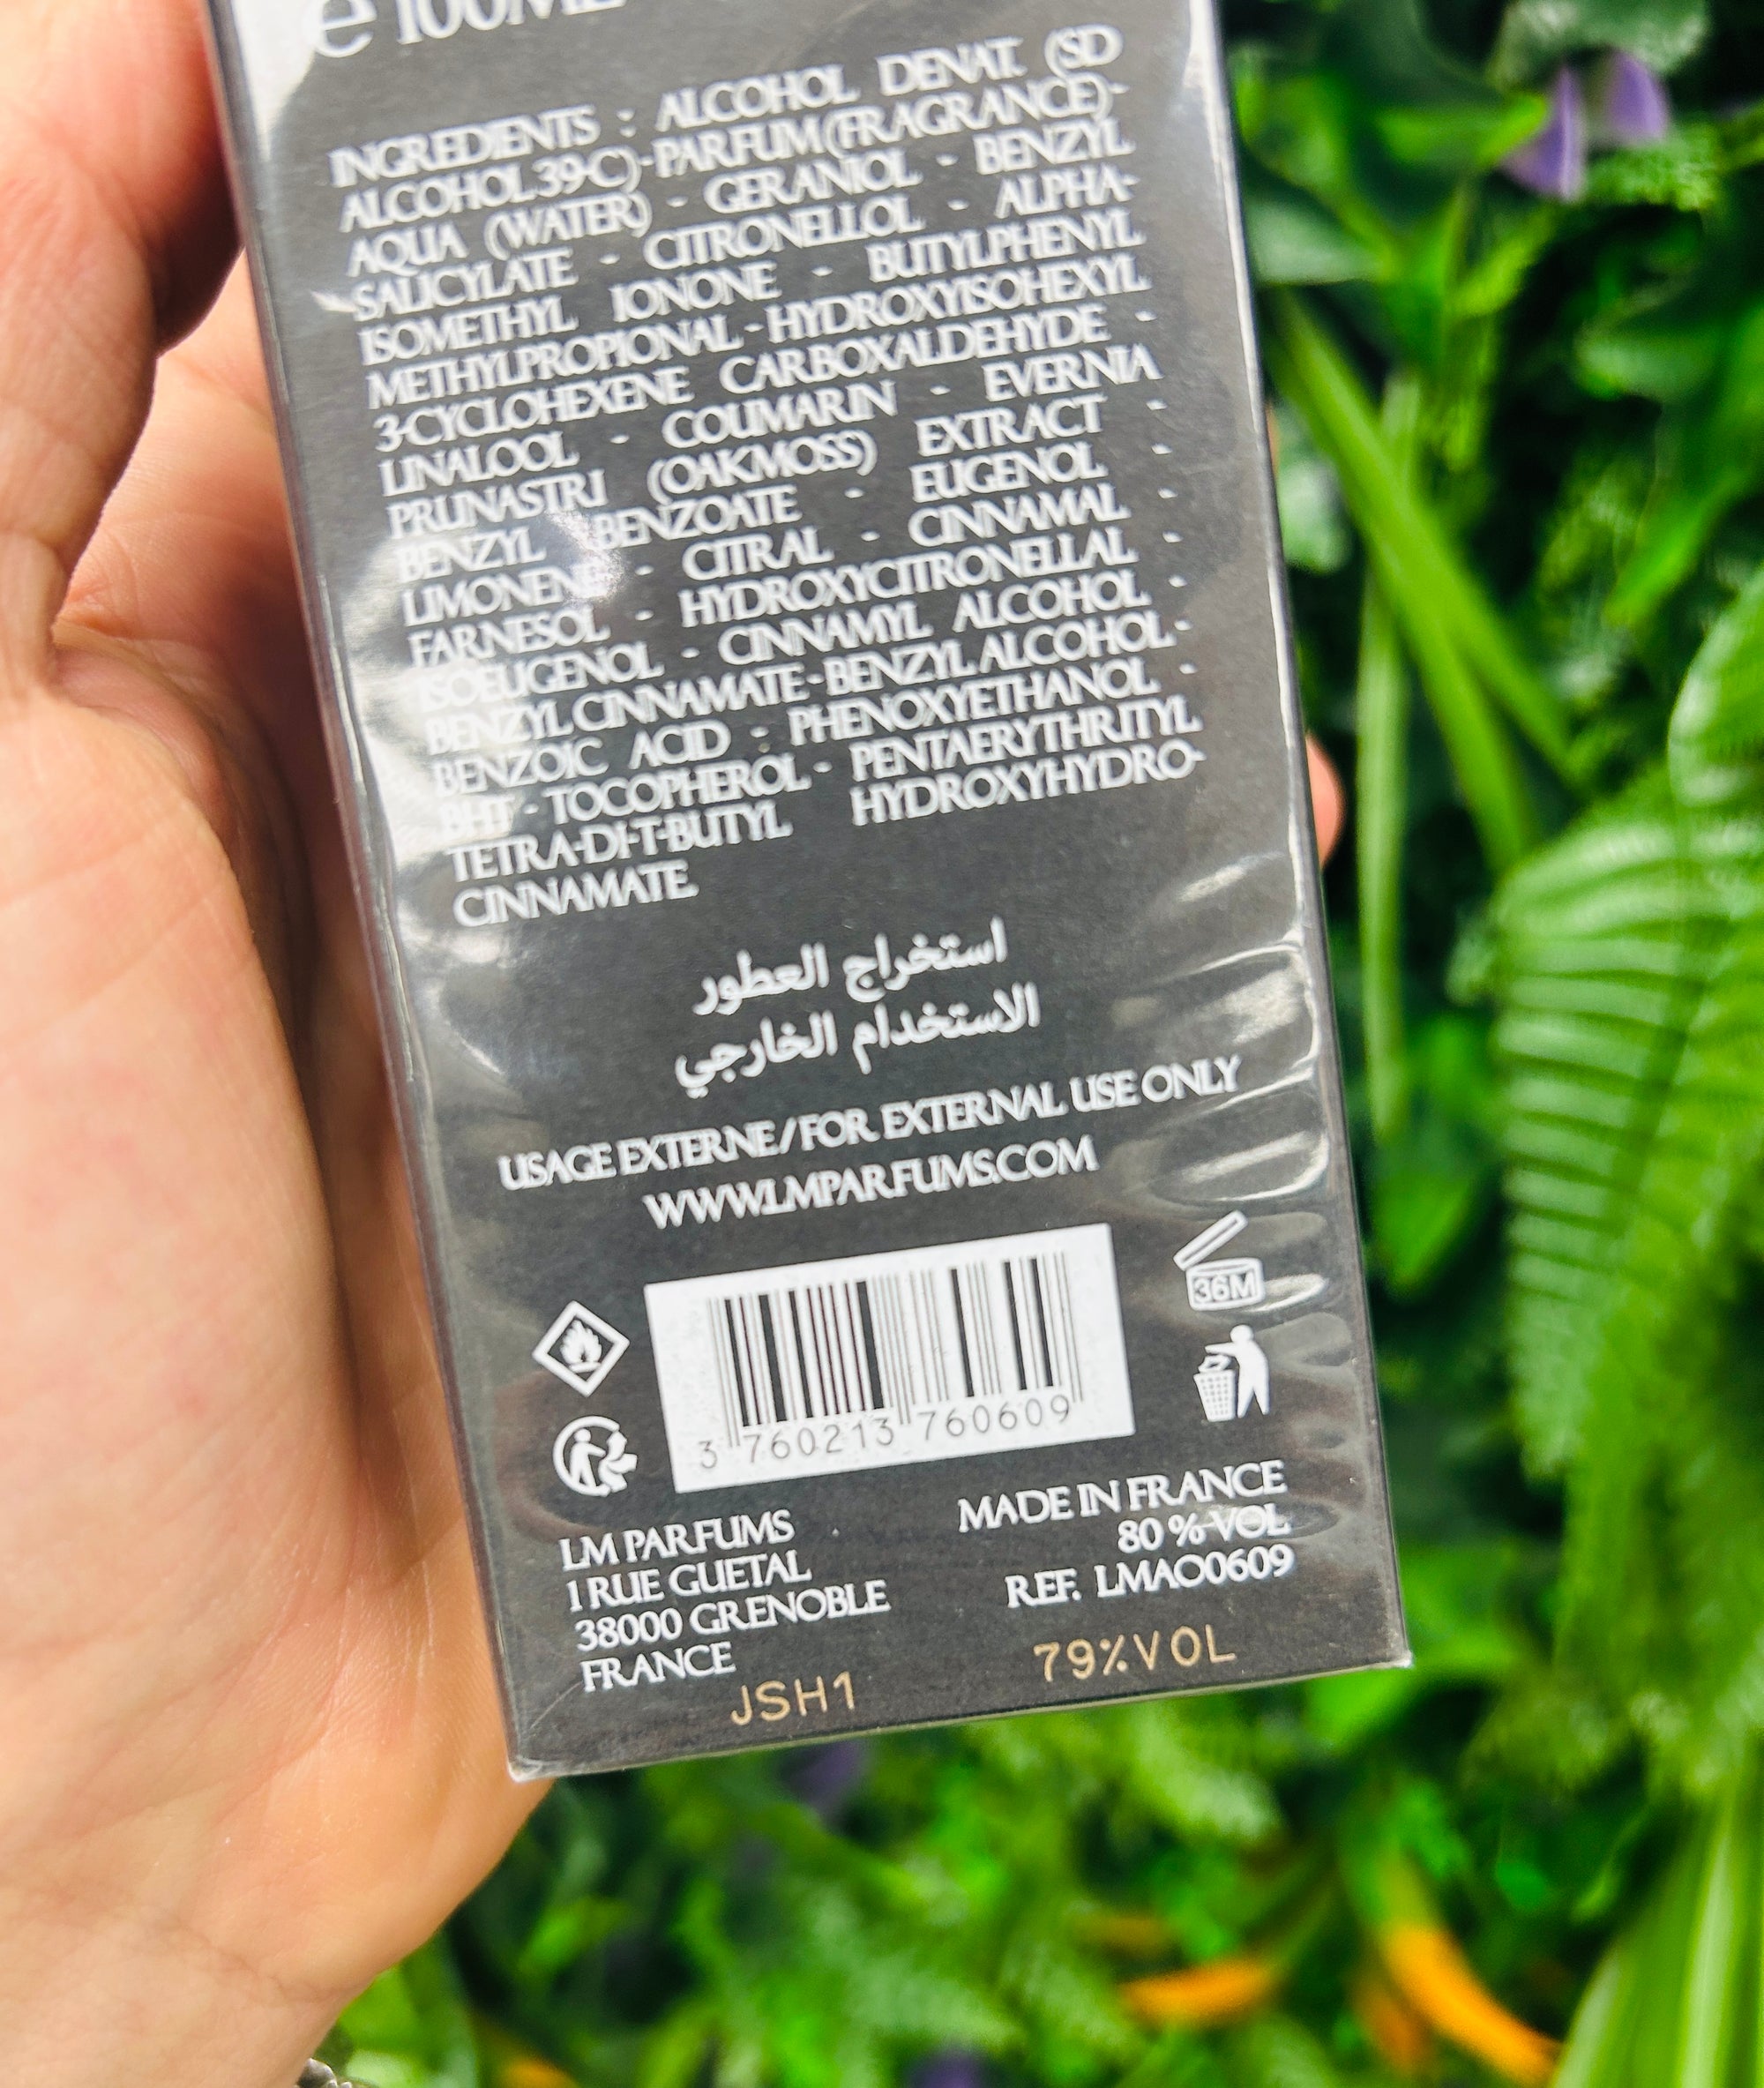 e 100ML
INGREDIENTS : ALCOHOL DENAT. (SD
ALCOHOL 39-C)-PARFUM (FRAGRANCE)-
AQUA (WATER) - GERANIOL - BENZYL
SALICYLATE - CITRONELLOL - ALPHA-
ISOMETHYL IONONE - BUTYLPHENYL
METHYLPROPIONAL - HYDROXYISOHEXYL
3-CYCLOHEXENE CARBOXALDEHYDE -
LINALOOL - COUMARIN - EVERNIA
PRUNASTRI (OAKMOSS) EXTRACT -
BENZYL BENZOATE - EUGENOL -
LIMONENE - CITRAL - CINNAMAL -
FARNESOL - HYDROXYCITRONELLAL -
ISOEUGENOL - CINNAMYL ALCOHOL -
BENZYL CINNAMATE - BENZYL ALCOHOL -
BENZOIC ACID - PHENOXYETHANOL -
BHT - TOCOPHEROL - PENTAERYTHRITYL
TETRA-DI-T-BUTYL HYDROXYHYDRO-
CINNAMATE.
استخراج العطور
الاستخدام الخارجي
USAGE EXTERNE / FOR EXTERNAL USE ONLY
WWW.LMPARFUMS.COM
36M
3 760213 760609
LM PARFUMS
1 RUE GUETAL
38000 GRENOBLE
FRANCE
MADE IN FRANCE
80 % VOL
REF. LMAO0609
JSH1
79%VOL